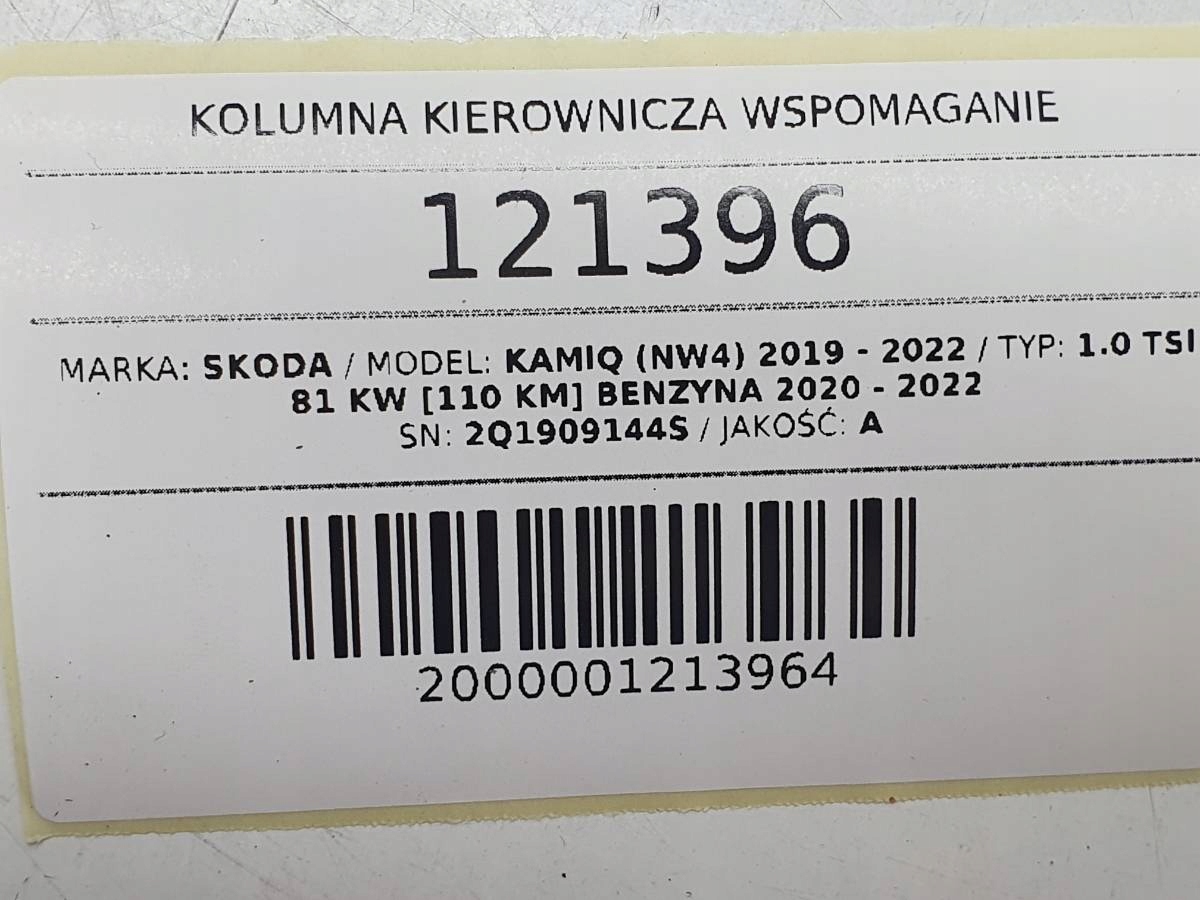 KOLUMNA KIEROWNICZA WSPOMAGANIE
121396
MARKA: SKODA / MODEL: KAMIQ (NW4) 2019 - 2022 / TYP: 1.0 TSI
81 KW [110 KM] BENZYNA 2020 - 2022
SN: 2Q1909144S / JAKOŚĆ: A
2000001213964